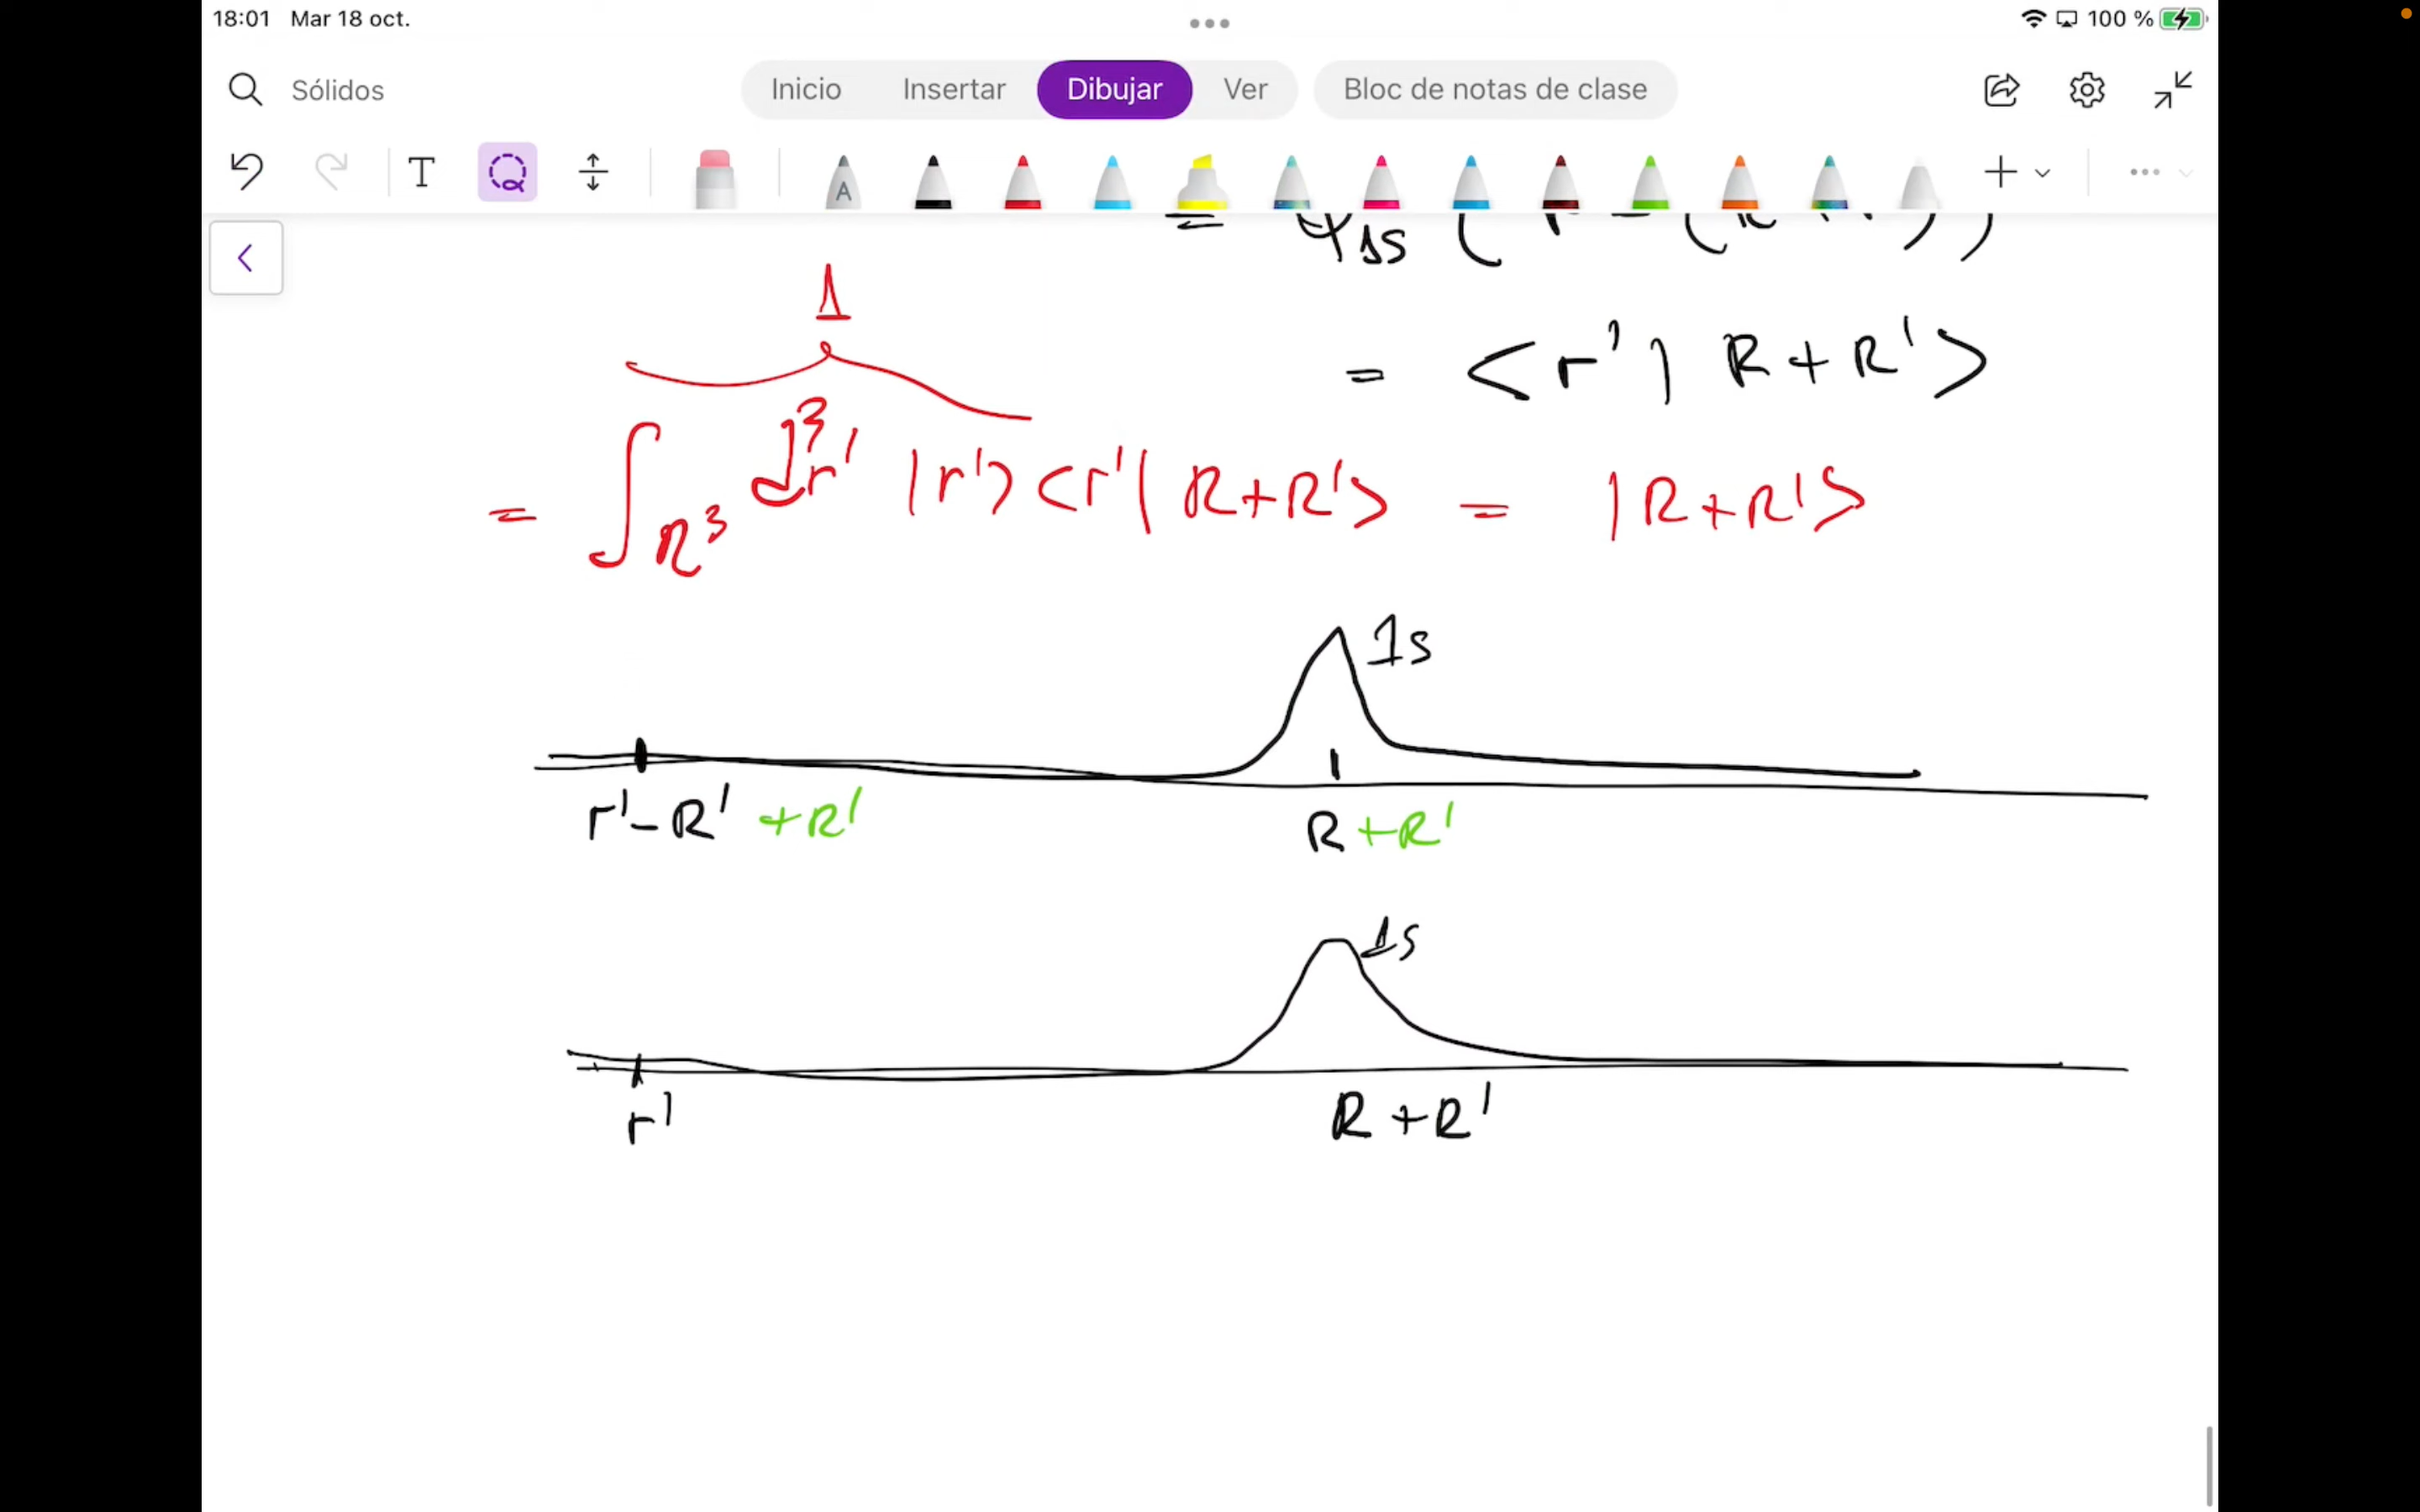 18:01 Mar 18 oct. 100 %
Sólidos Inicio Insertar Dibujar Ver Bloc de notas de clase
T A
= Ψ1s (
1
= <r'| R+R'>
= ∫R³ d³r' |r'><r'| R+R'> = |R+R'>
1s
r'-R' +R' R +R'
1s
r' R+R'